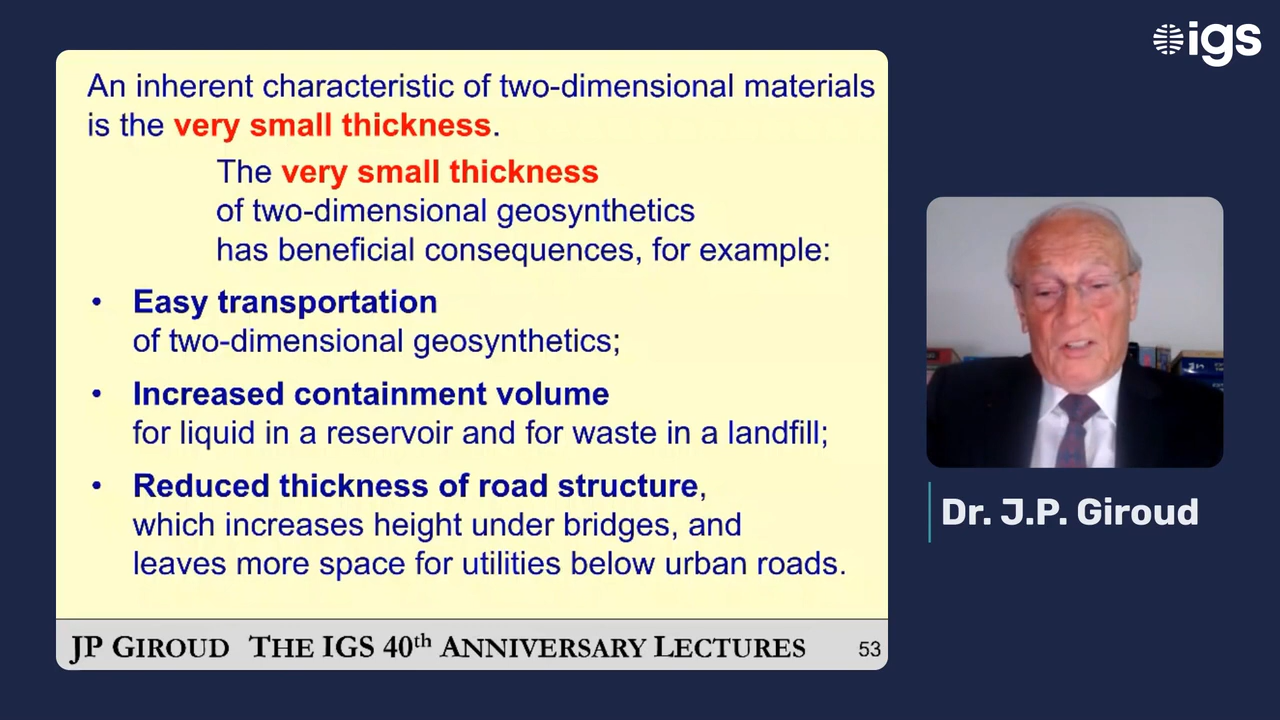 igs
An inherent characteristic of two-dimensional materials
is the very small thickness.
The very small thickness
of two-dimensional geosynthetics
has beneficial consequences, for example:
• Easy transportation
of two-dimensional geosynthetics;
• Increased containment volume
for liquid in a reservoir and for waste in a landfill;
• Reduced thickness of road structure,
which increases height under bridges, and
leaves more space for utilities below urban roads.
JP GIROUD THE IGS 40th ANNIVERSARY LECTURES 53
Dr. J.P. Giroud